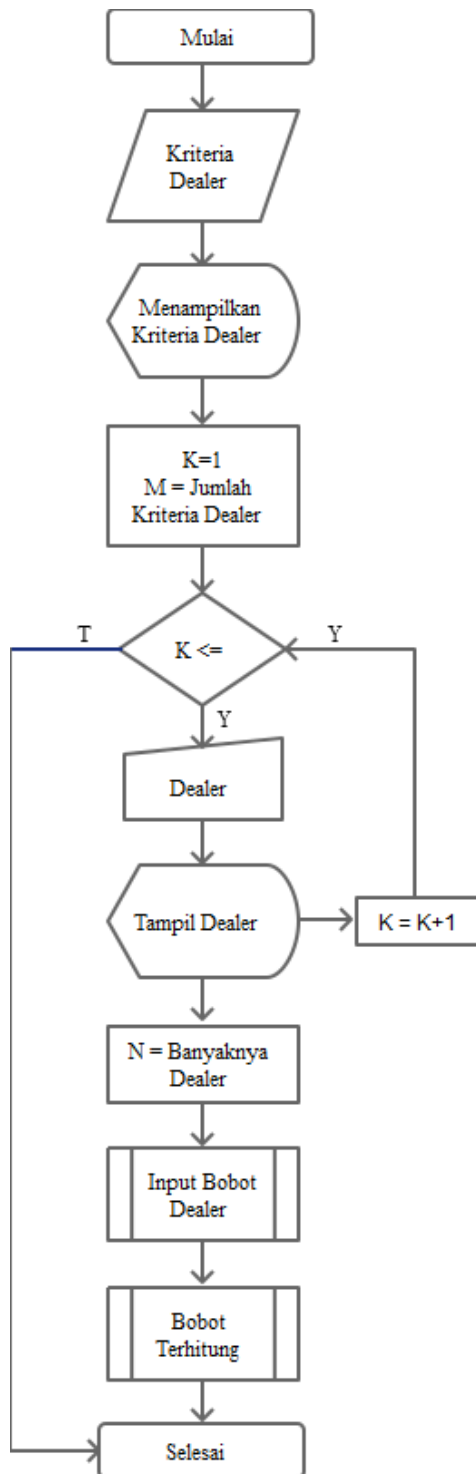 Mulai
Kriteria
Dealer
Menampilkan
Kriteria Dealer
K=1
M = Jumlah
Kriteria Dealer
T
K <=
Y
Y
Dealer
Tampil Dealer
K = K+1
N = Banyaknya
Dealer
Input Bobot
Dealer
Bobot
Terhitung
Selesai